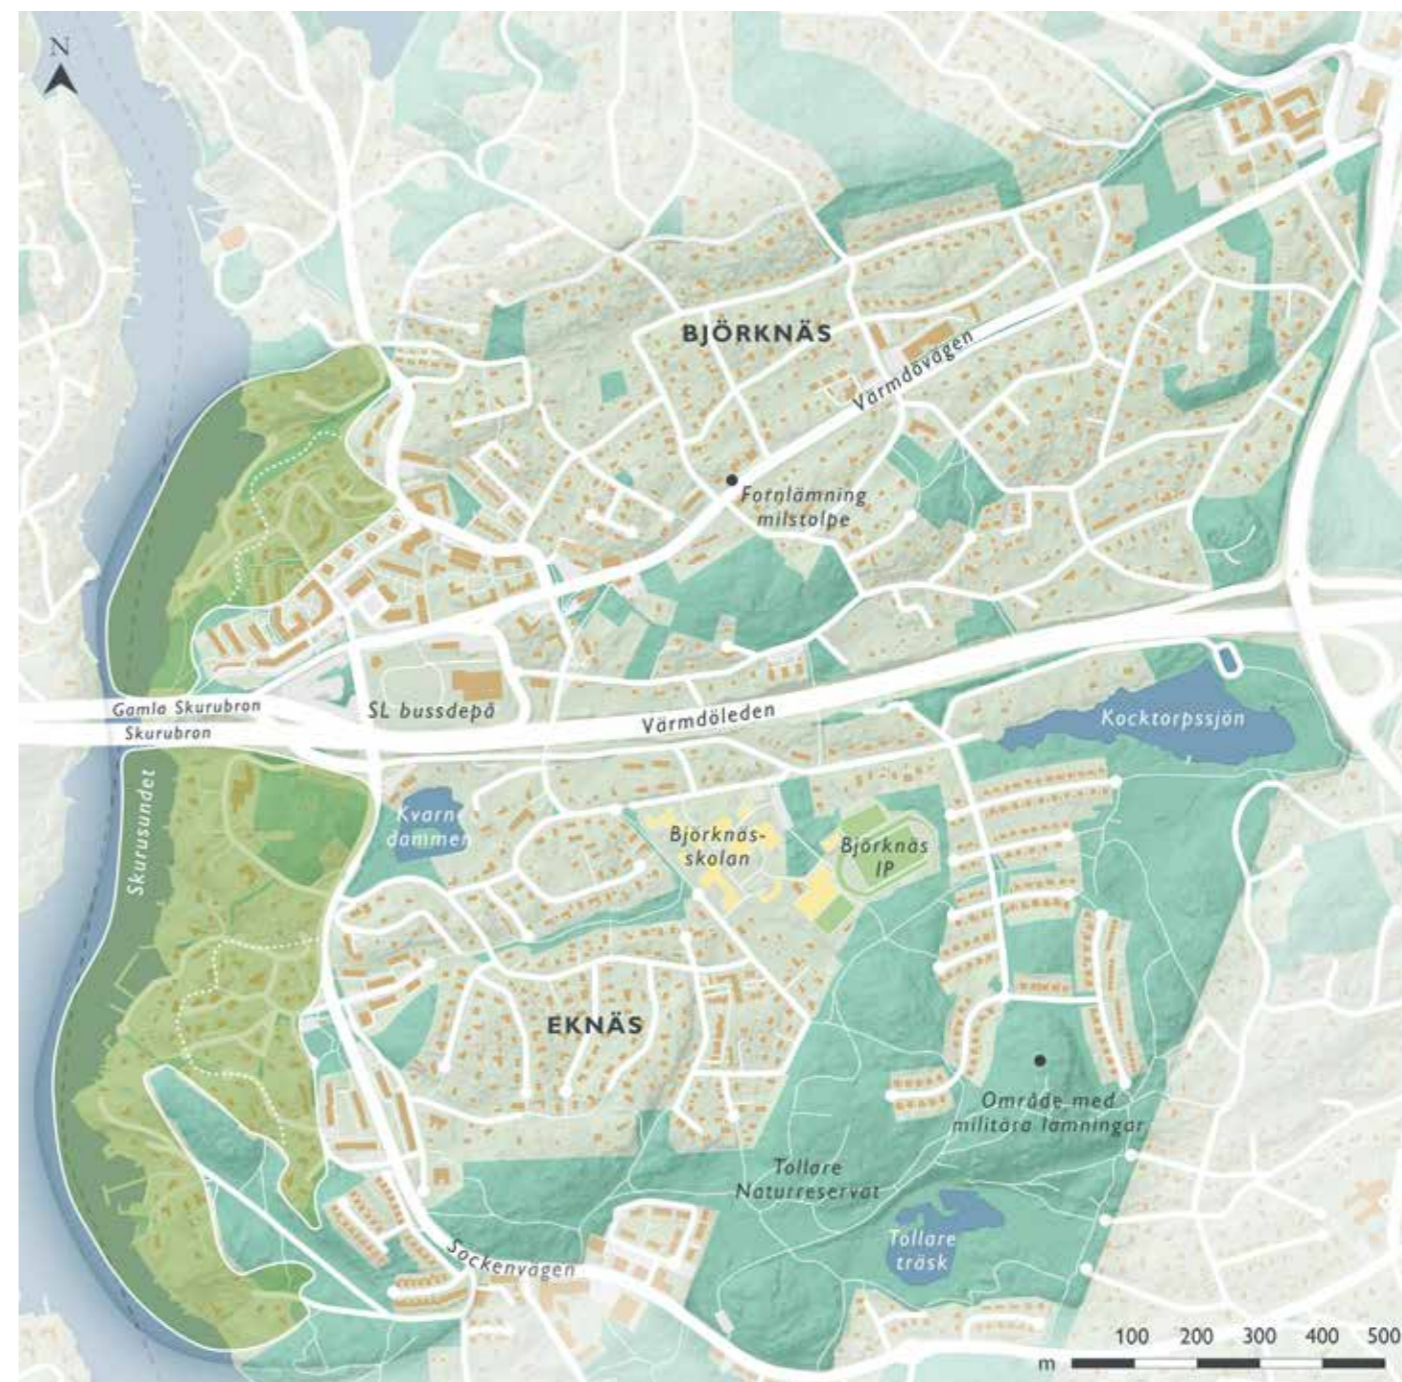 N
BJÖRKNÄS
Värmdövägen
Fornlämning
milstolpe
Gamla Skurubron
Skurubron
SL bussdepå
Värmdöleden
Kocktorpssjön
Skurusundet
Kvarn-
dammen
Björknäs-
skolan
Björknäs
IP
EKNÄS
Område med
militära lämningar
Tollare
Naturreservat
Tollare
träsk
Sockenvägen
100 200 300 400 500
m